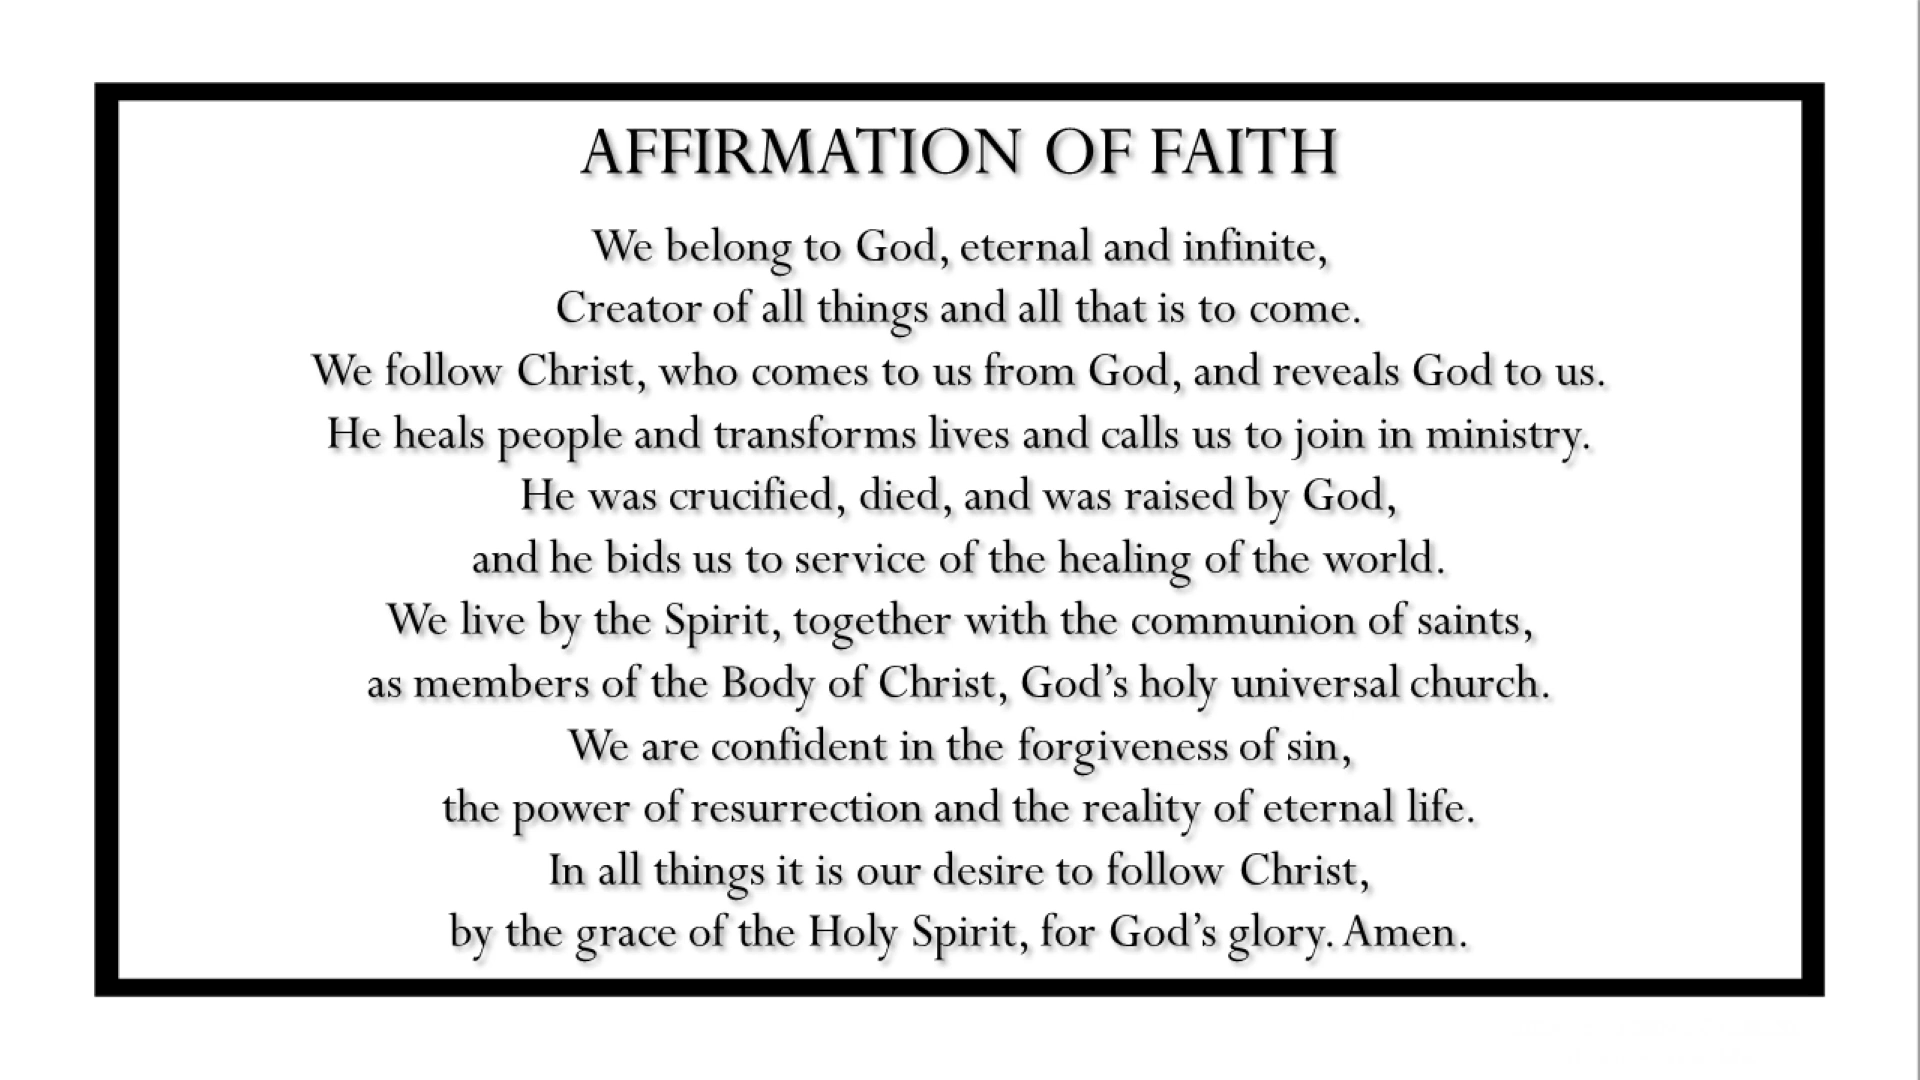 AFFIRMATION OF FAITH
We belong to God, eternal and infinite,
Creator of all things and all that is to come.
We follow Christ, who comes to us from God, and reveals God to us.
He heals people and transforms lives and calls us to join in ministry.
He was crucified, died, and was raised by God,
and he bids us to service of the healing of the world.
We live by the Spirit, together with the communion of saints,
as members of the Body of Christ, God’s holy universal church.
We are confident in the forgiveness of sin,
the power of resurrection and the reality of eternal life.
In all things it is our desire to follow Christ,
by the grace of the Holy Spirit, for God’s glory. Amen.